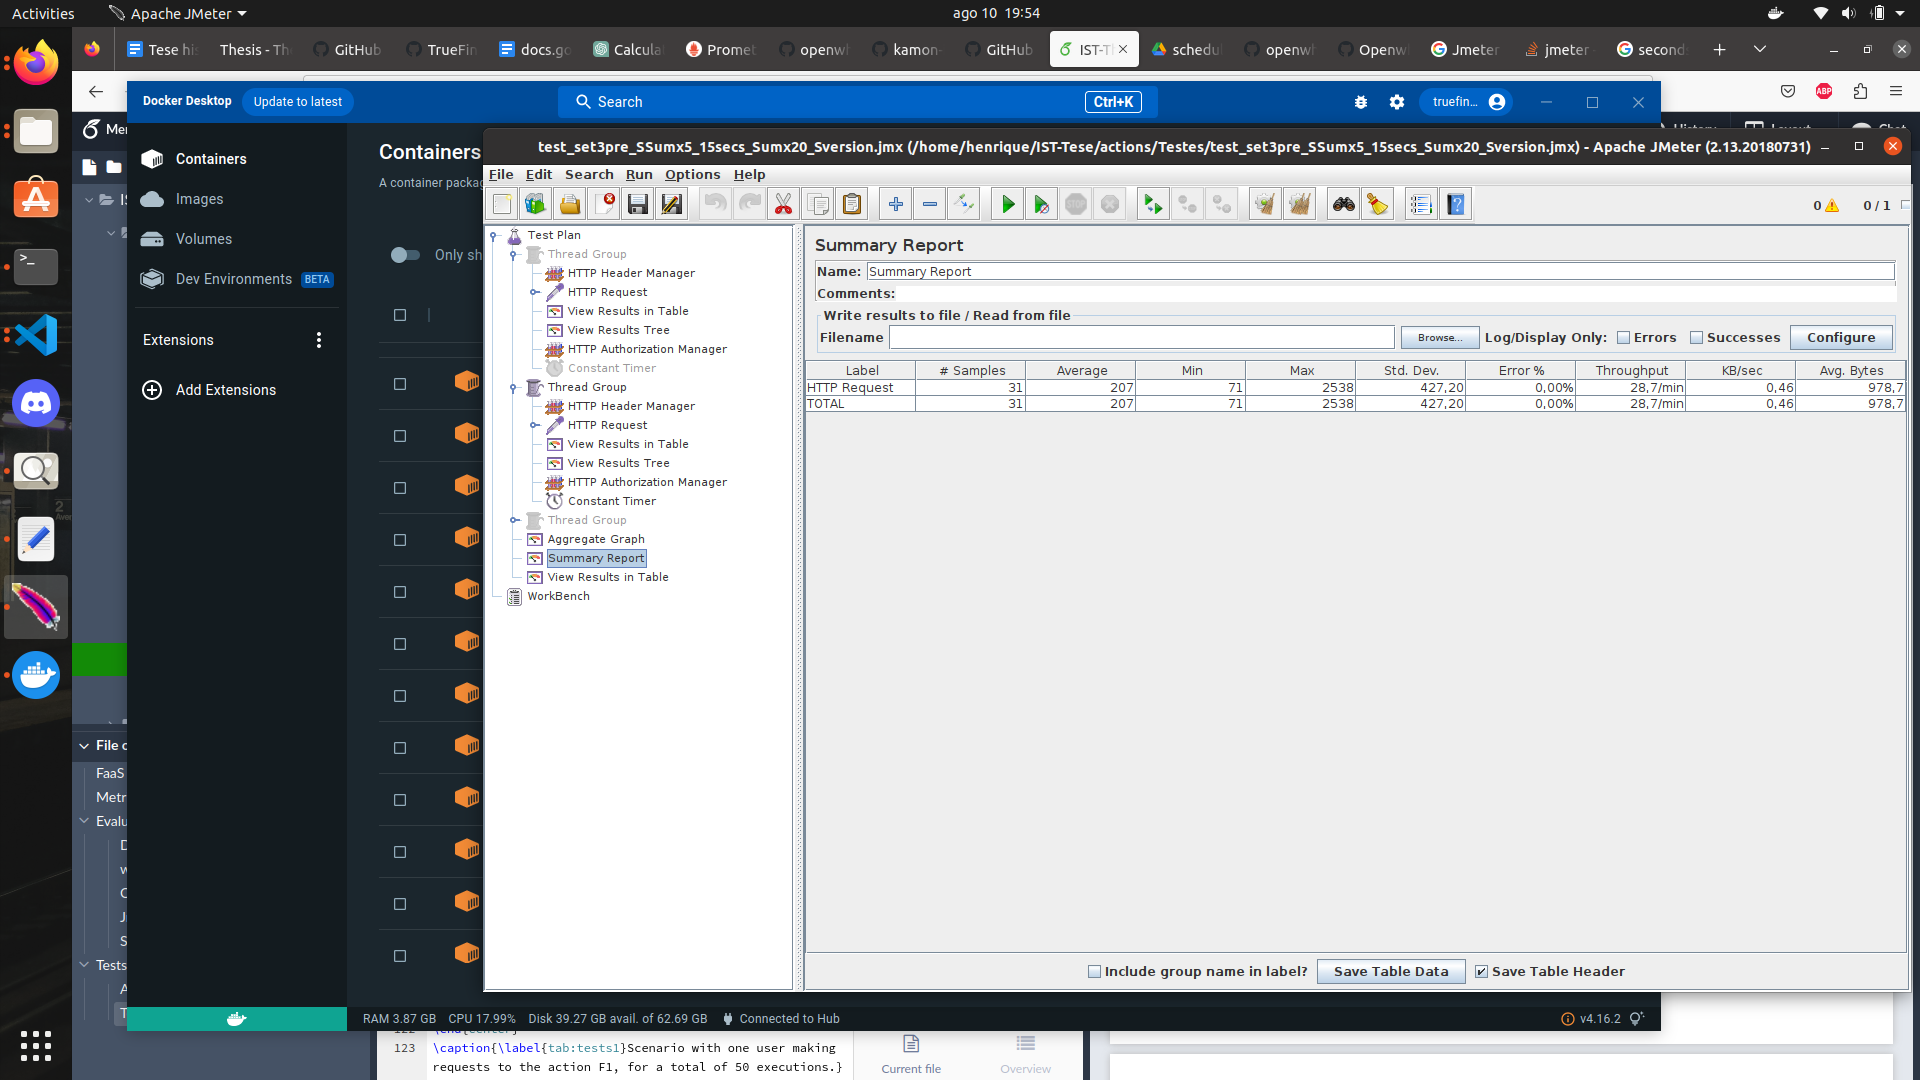 Activities
Apache JMeter
ago 10 19:54
Tese his
Thesis - Th
GitHub
TrueFin
docs.go
Calcula
Promet
openwh
kamon-
GitHub
IST-Th
schedul
openwh
Openw
Jmeter
jmeter
seconds
Docker Desktop
Update to latest
Search
Ctrl+K
truefin...
ABP
Containers
Images
Volumes
Dev Environments
BETA
Extensions
Add Extensions
Containers
A container packag
Only sh
test_set3pre_SSumx5_15secs_Sumx20_Sversion.jmx (/home/henrique/IST-Tese/actions/Testes/test_set3pre_SSumx5_15secs_Sumx20_Sversion.jmx) - Apache JMeter (2.13.20180731)
File Edit Search Run Options Help
0
0 / 1
Test Plan
Thread Group
HTTP Header Manager
HTTP Request
View Results in Table
View Results Tree
HTTP Authorization Manager
Constant Timer
Thread Group
HTTP Header Manager
HTTP Request
View Results in Table
View Results Tree
HTTP Authorization Manager
Constant Timer
Thread Group
Aggregate Graph
Summary Report
View Results in Table
WorkBench
Summary Report
Name: Summary Report
Comments:
Write results to file / Read from file
Filename Browse... Log/Display Only: Errors Successes Configure
Label # Samples Average Min Max Std. Dev. Error % Throughput KB/sec Avg. Bytes
HTTP Request 31 207 71 2538 427,20 0,00% 28,7/min 0,46 978,7
TOTAL 31 207 71 2538 427,20 0,00% 28,7/min 0,46 978,7
Include group name in label? Save Table Data Save Table Header
File o
FaaS
Metr
Evalu
Tests
RAM 3.87 GB CPU 17.99% Disk 39.27 GB avail. of 62.69 GB Connected to Hub
v4.16.2
123 \caption{\label{tab:tests1}Scenario with one user making
requests to the action F1, for a total of 50 executions.}
Current file
Overview